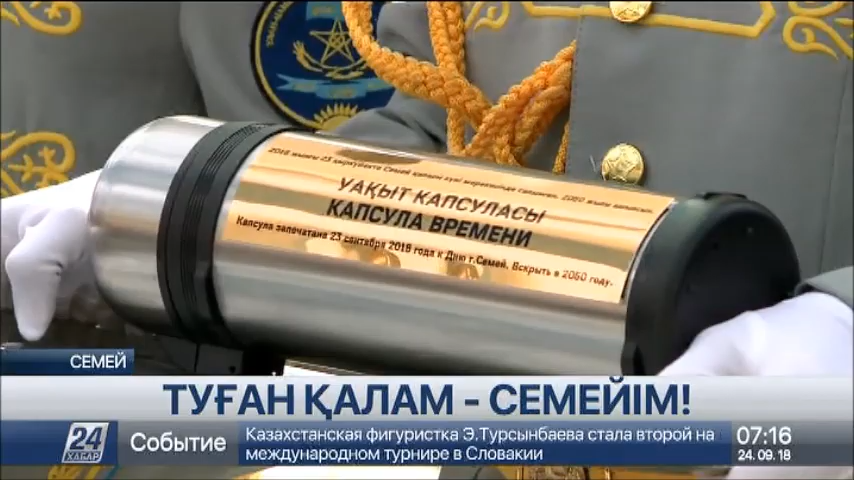 2018 жылғы 23 қыркүйекте Семей қаласы күні мерекесінде салынған. 2050 жылы ашылсын.
УАҚЫТ КАПСУЛАСЫ
КАПСУЛА ВРЕМЕНИ
Капсула запечатана 23 сентября 2018 года к Дню г.Семей. Вскрыть в 2050 году.
СЕМЕЙ
ТУҒАН ҚАЛАМ - СЕМЕЙІМ!
24
ХАБАР
Событие
Казахстанская фигуристка Э.Турсынбаева стала второй на
международном турнире в Словакии
07:16
24.09.18